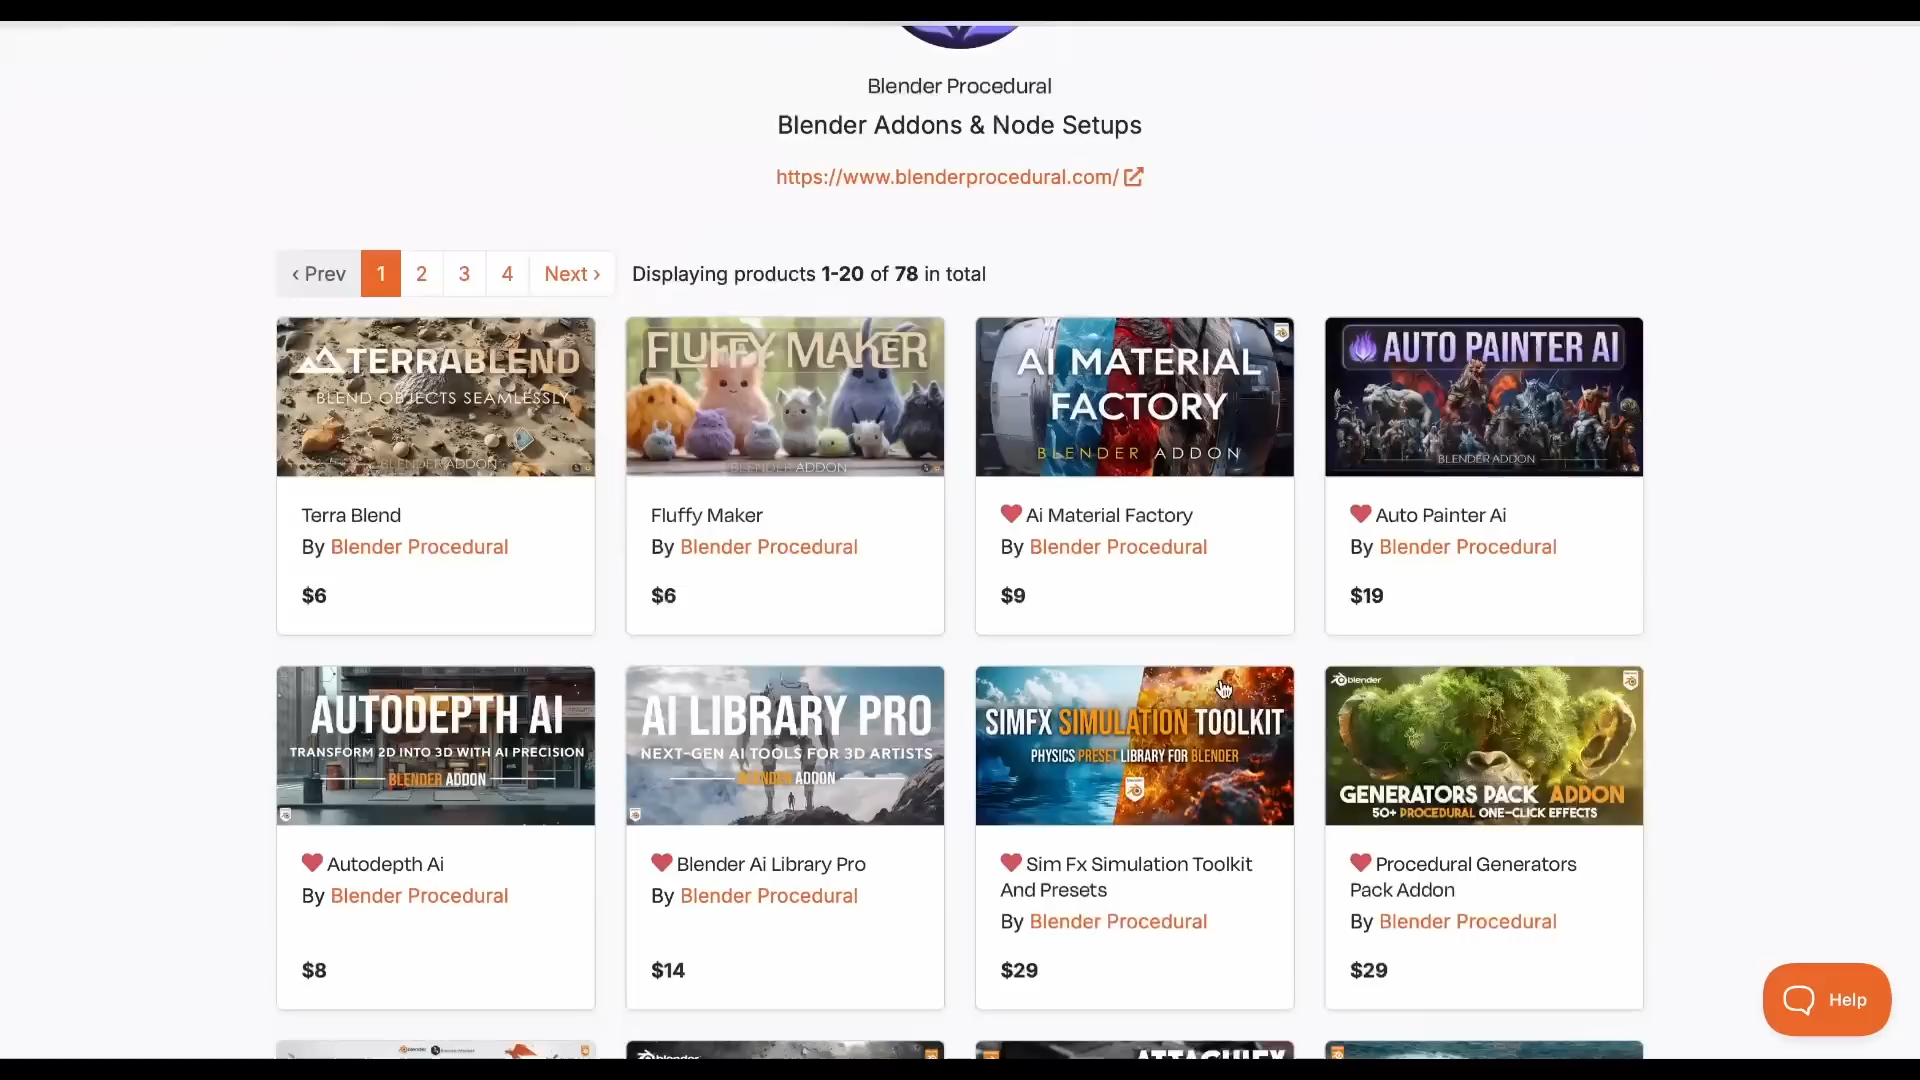 Blender Procedural
Blender Addons & Node Setups
https://www.blenderprocedural.com/
‹ Prev 1 2 3 4 Next › Displaying products 1-20 of 78 in total
TERRABLEND
BLEND OBJECTS SEAMLESSLY
BLENDER ADDON
Terra Blend
By Blender Procedural
$6
FLUFFY MAKER
BLENDER ADDON
Fluffy Maker
By Blender Procedural
$6
AI MATERIAL
FACTORY
BLENDER ADDON
Ai Material Factory
By Blender Procedural
$9
AUTO PAINTER AI
BLENDER ADDON
Auto Painter Ai
By Blender Procedural
$19
AUTODEPTH AI
TRANSFORM 2D INTO 3D WITH AI PRECISION
BLENDER ADDON
Autodepth Ai
By Blender Procedural
$8
AI LIBRARY PRO
NEXT-GEN AI TOOLS FOR 3D ARTISTS
BLENDER ADDON
Blender Ai Library Pro
By Blender Procedural
$14
SIMFX SIMULATION TOOLKIT
PHYSICS PRESET LIBRARY FOR BLENDER
Sim Fx Simulation Toolkit
And Presets
By Blender Procedural
$29
blender
GENERATORS PACK ADDON
50+ PROCEDURAL ONE-CLICK EFFECTS
Procedural Generators
Pack Addon
By Blender Procedural
$29
Help
blender
blender